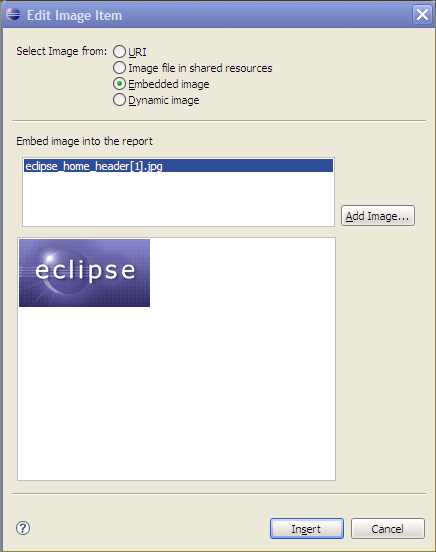 Edit Image Item
Select Image from: URI
Image file in shared resources
Embedded image
Dynamic image
Embed image into the report
eclipse_home_header[1].jpg
Add Image...
eclipse
?
Insert Cancel